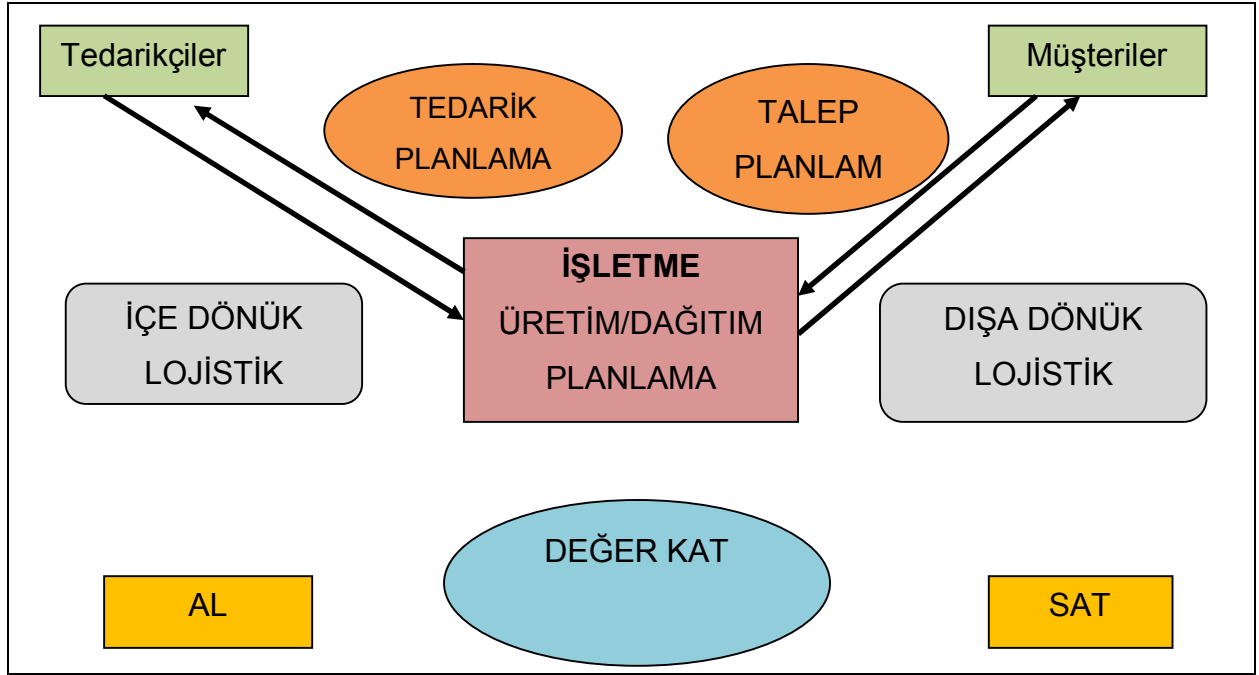 Tedarikçiler
Müşteriler
TEDARİK
PLANLAMA
TALEP
PLANLAM
İŞLETME
ÜRETİM/DAĞITIM
PLANLAMA
İÇE DÖNÜK
LOJİSTİK
DIŞA DÖNÜK
LOJİSTİK
DEĞER KAT
AL
SAT